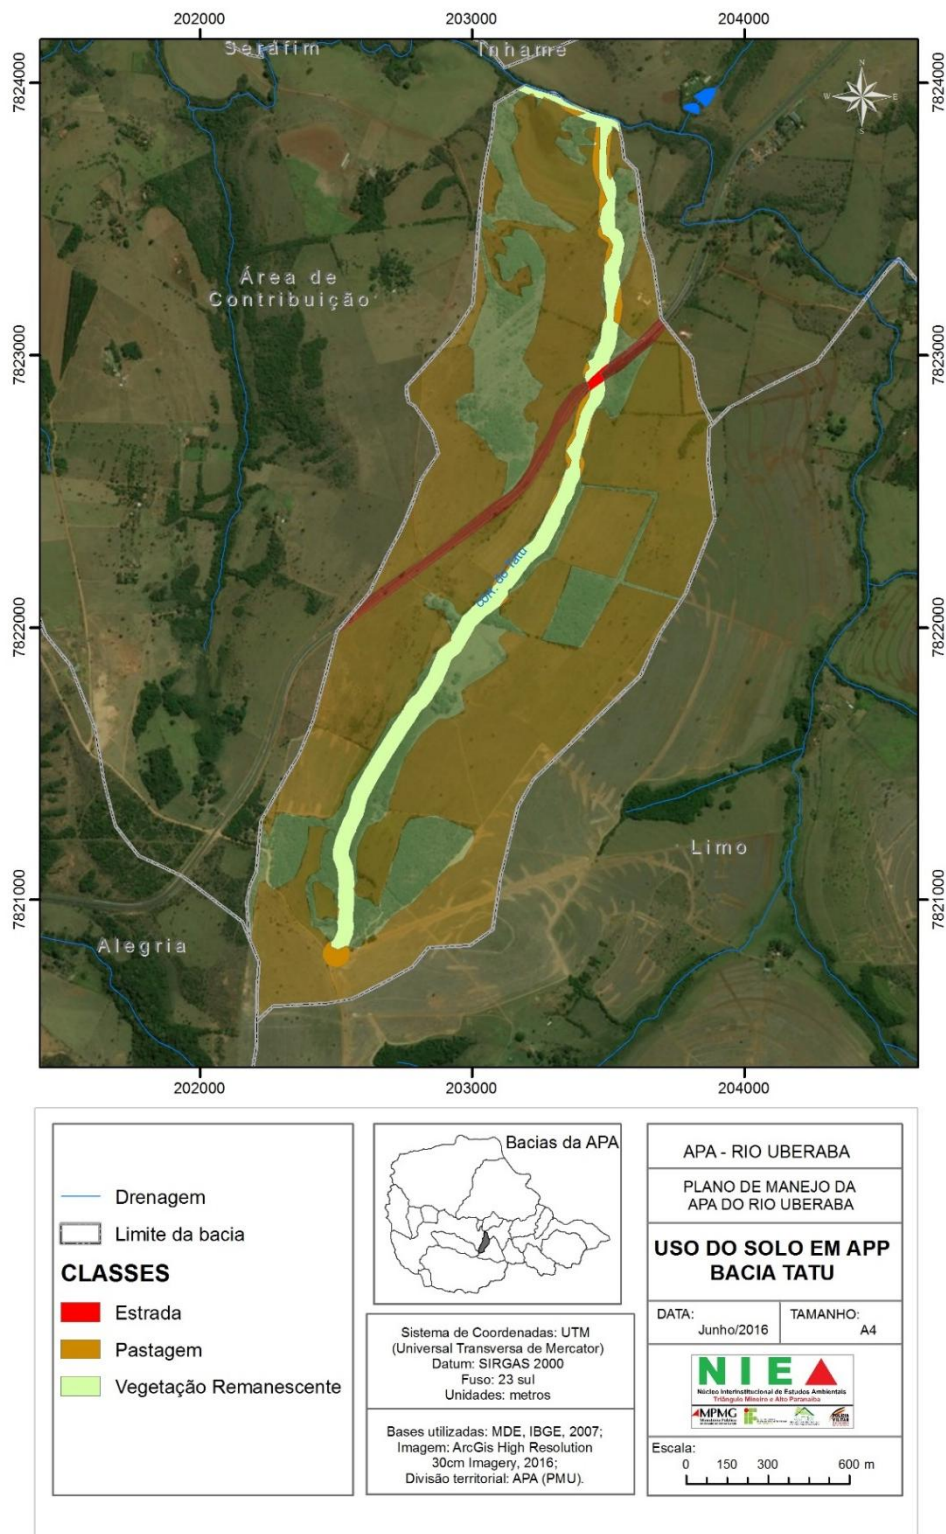 202000 203000 204000
Serafim Inhame
7824000 7824000
Área de
Contribuição
7823000 7823000
COR. do Tatu
7822000 7822000
Limo
7821000 7821000
Alegria
202000 203000 204000
Drenagem
Limite da bacia
CLASSES
Estrada
Pastagem
Vegetação Remanescente
Bacias da APA
Sistema de Coordenadas: UTM
(Universal Transversa de Mercator)
Datum: SIRGAS 2000
Fuso: 23 sul
Unidades: metros
Bases utilizadas: MDE, IBGE, 2007;
Imagem: ArcGis High Resolution
30cm Imagery, 2016;
Divisão territorial: APA (PMU).
APA - RIO UBERABA
PLANO DE MANEJO DA
APA DO RIO UBERABA
USO DO SOLO EM APP
BACIA TATU
DATA:
Junho/2016
TAMANHO:
A4
NIEA
Núcleo Interinstitucional de Estudos Ambientais
Triângulo Mineiro e Alto Paranaíba
MPMG
Escala:
0 150 300 600 m
N
W E
S